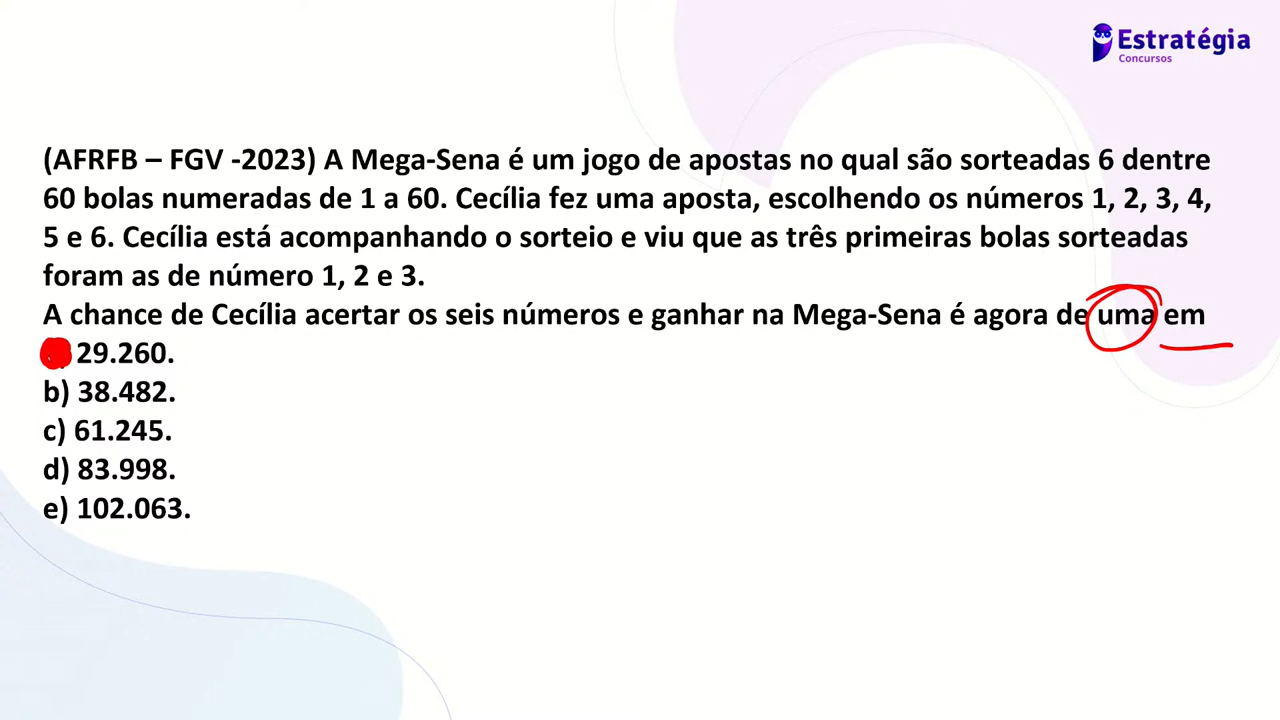 Estratégia
Concursos
(AFRFB – FGV -2023) A Mega-Sena é um jogo de apostas no qual são sorteadas 6 dentre
60 bolas numeradas de 1 a 60. Cecília fez uma aposta, escolhendo os números 1, 2, 3, 4,
5 e 6. Cecília está acompanhando o sorteio e viu que as três primeiras bolas sorteadas
foram as de número 1, 2 e 3.
A chance de Cecília acertar os seis números e ganhar na Mega-Sena é agora de uma em
29.260.
b) 38.482.
c) 61.245.
d) 83.998.
e) 102.063.